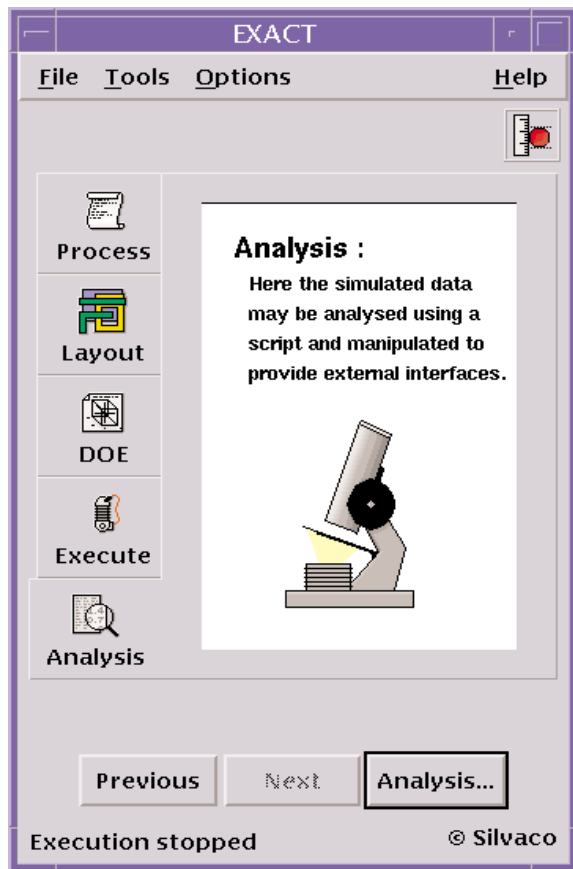 EXACT
File Tools Options Help
Process
Layout
DOE
Execute
Analysis
Analysis :
Here the simulated data
may be analysed using a
script and manipulated to
provide external interfaces.
Previous Next Analysis...
Execution stopped © Silvaco